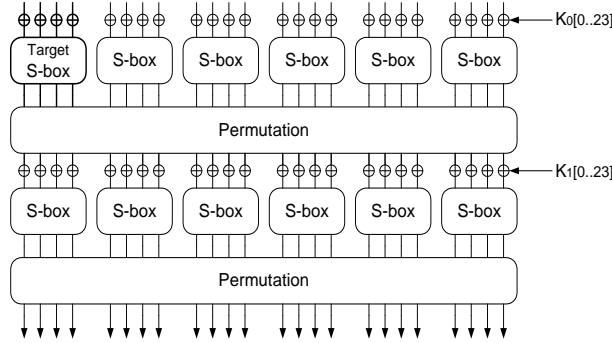 K0[0..23]
Target
S-box S-box S-box S-box S-box S-box
Permutation
K1[0..23]
S-box S-box S-box S-box S-box S-box
Permutation